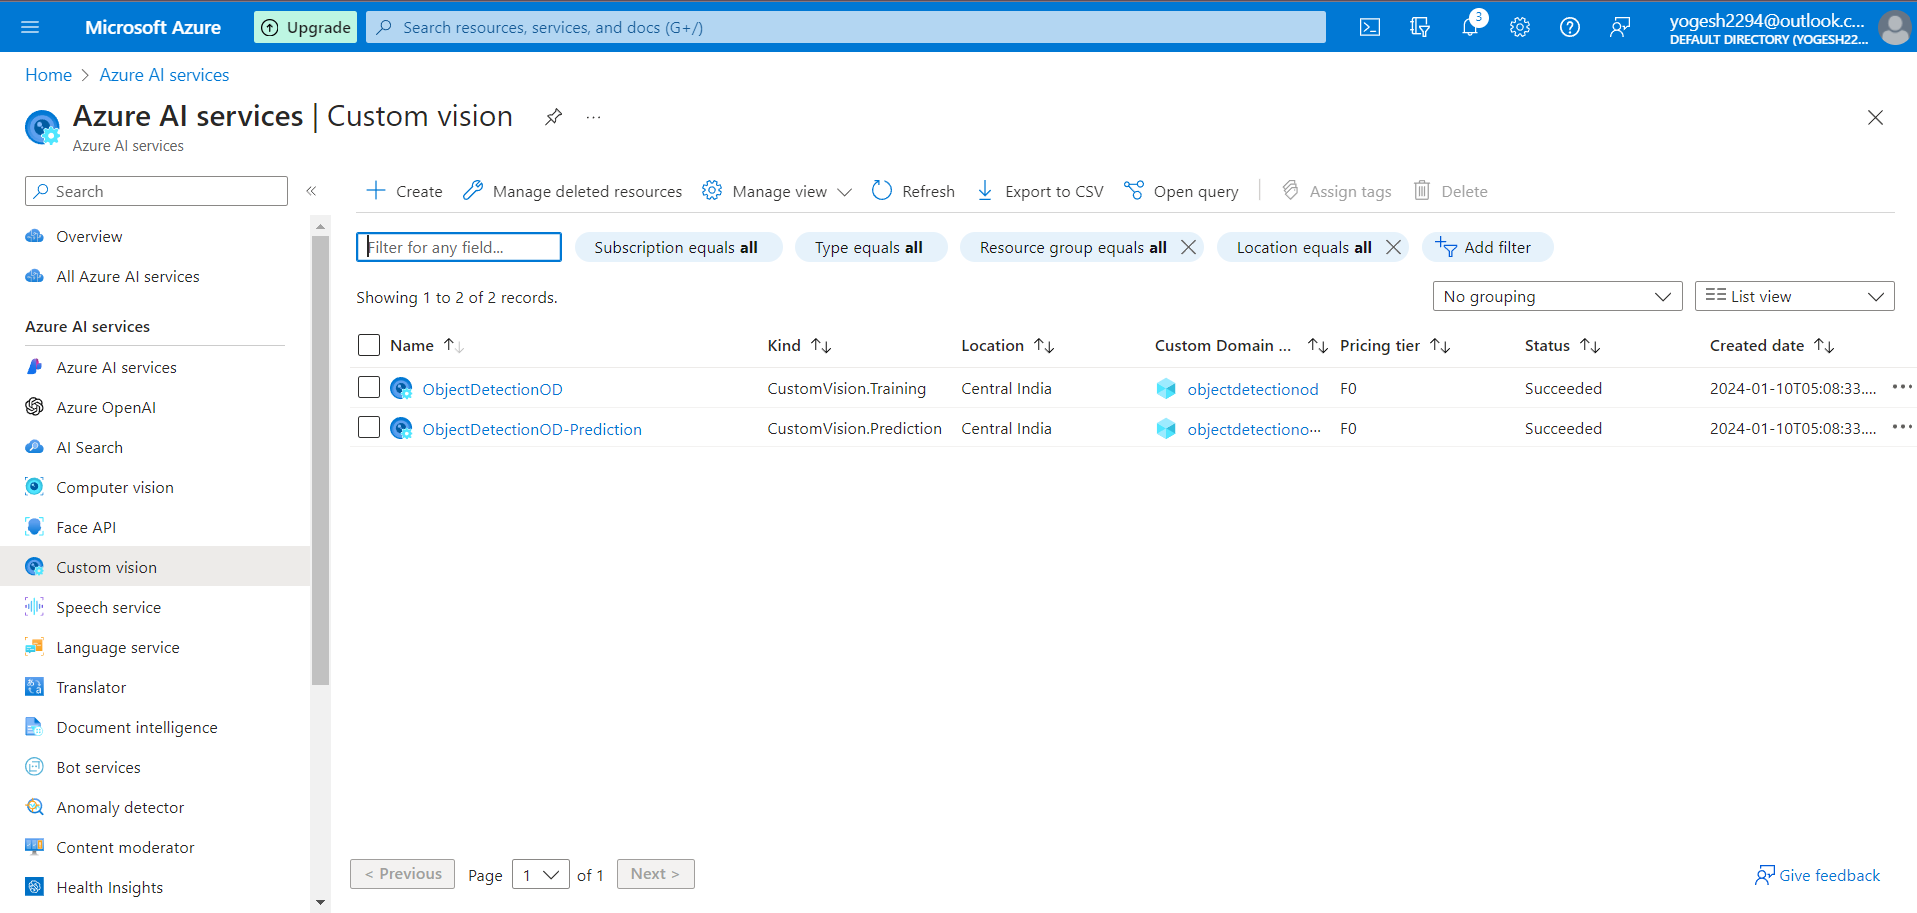 Microsoft Azure
Upgrade
Search resources, services, and docs (G+/)
3
yogesh2294@outlook.c...
DEFAULT DIRECTORY (YOGESH22...
Home > Azure AI services
Azure AI services | Custom vision
Azure AI services
Search
Overview
All Azure AI services
Azure AI services
Azure AI services
Azure OpenAI
AI Search
Computer vision
Face API
Custom vision
Speech service
Language service
Translator
Document intelligence
Bot services
Anomaly detector
Content moderator
Health Insights
Create Manage deleted resources Manage view Refresh Export to CSV Open query Assign tags Delete
Filter for any field... Subscription equals all Type equals all Resource group equals all Location equals all Add filter
Showing 1 to 2 of 2 records.
No grouping List view
Name Kind Location Custom Domain ... Pricing tier Status Created date
ObjectDetectionOD CustomVision.Training Central India objectdetectionod F0 Succeeded 2024-01-10T05:08:33....
ObjectDetectionOD-Prediction CustomVision.Prediction Central India objectdetectiono··· F0 Succeeded 2024-01-10T05:08:33....
< Previous Page 1 of 1 Next >
Give feedback